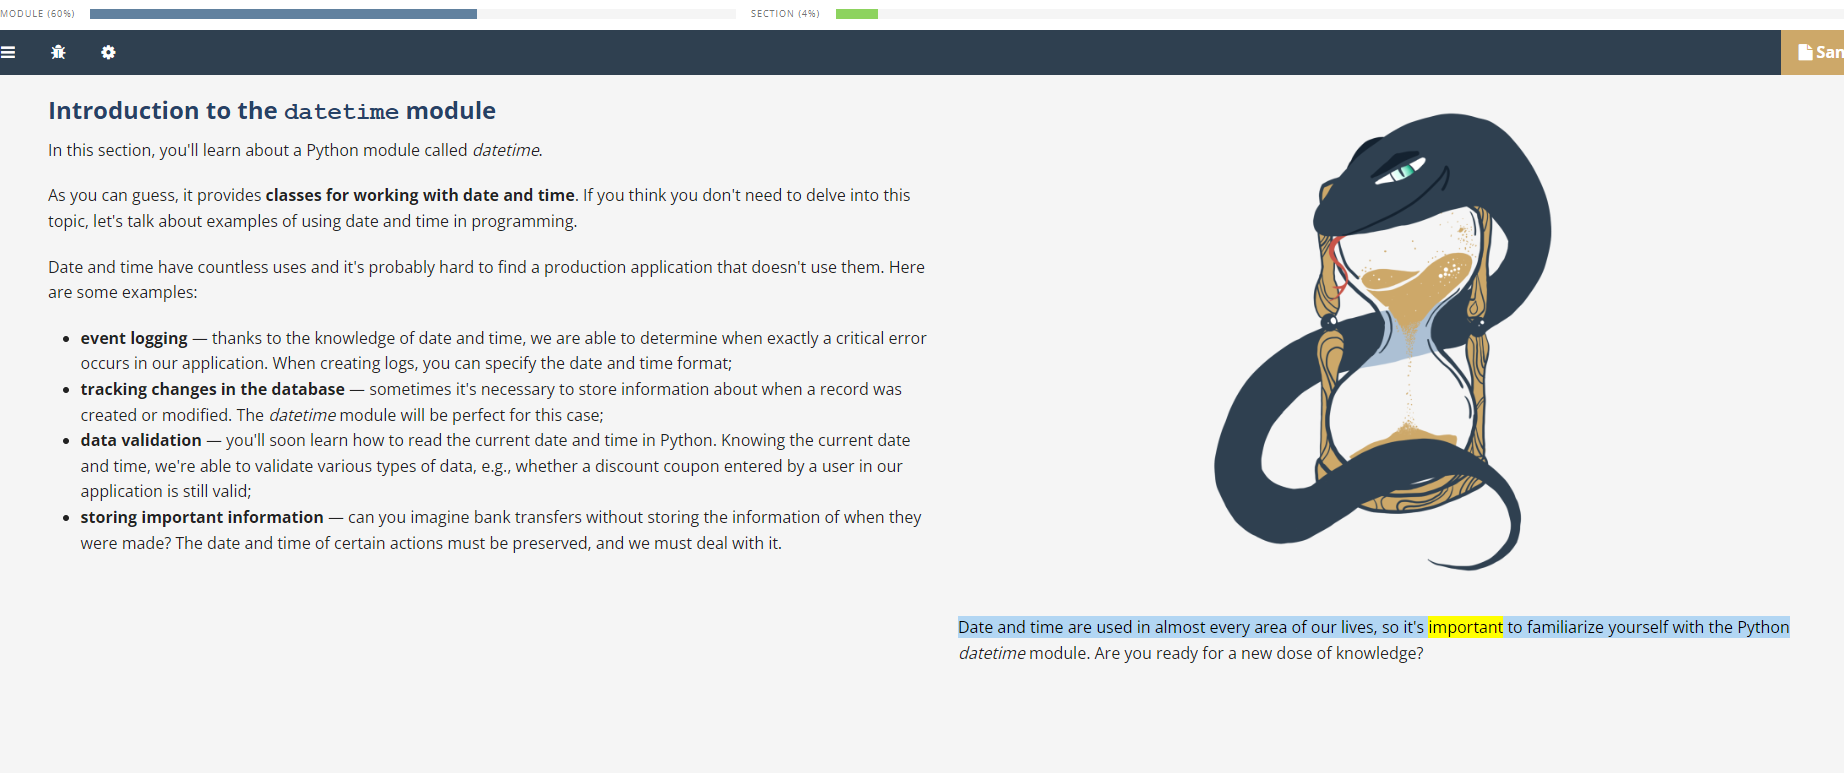 MODULE (60%)
SECTION (4%)
San
Introduction to the datetime module
In this section, you'll learn about a Python module called datetime.
As you can guess, it provides classes for working with date and time. If you think you don't need to delve into this
topic, let's talk about examples of using date and time in programming.
Date and time have countless uses and it's probably hard to find a production application that doesn't use them. Here
are some examples:
• event logging — thanks to the knowledge of date and time, we are able to determine when exactly a critical error
occurs in our application. When creating logs, you can specify the date and time format;
• tracking changes in the database — sometimes it's necessary to store information about when a record was
created or modified. The datetime module will be perfect for this case;
• data validation — you'll soon learn how to read the current date and time in Python. Knowing the current date
and time, we're able to validate various types of data, e.g., whether a discount coupon entered by a user in our
application is still valid;
• storing important information — can you imagine bank transfers without storing the information of when they
were made? The date and time of certain actions must be preserved, and we must deal with it.
Date and time are used in almost every area of our lives, so it's important to familiarize yourself with the Python
datetime module. Are you ready for a new dose of knowledge?